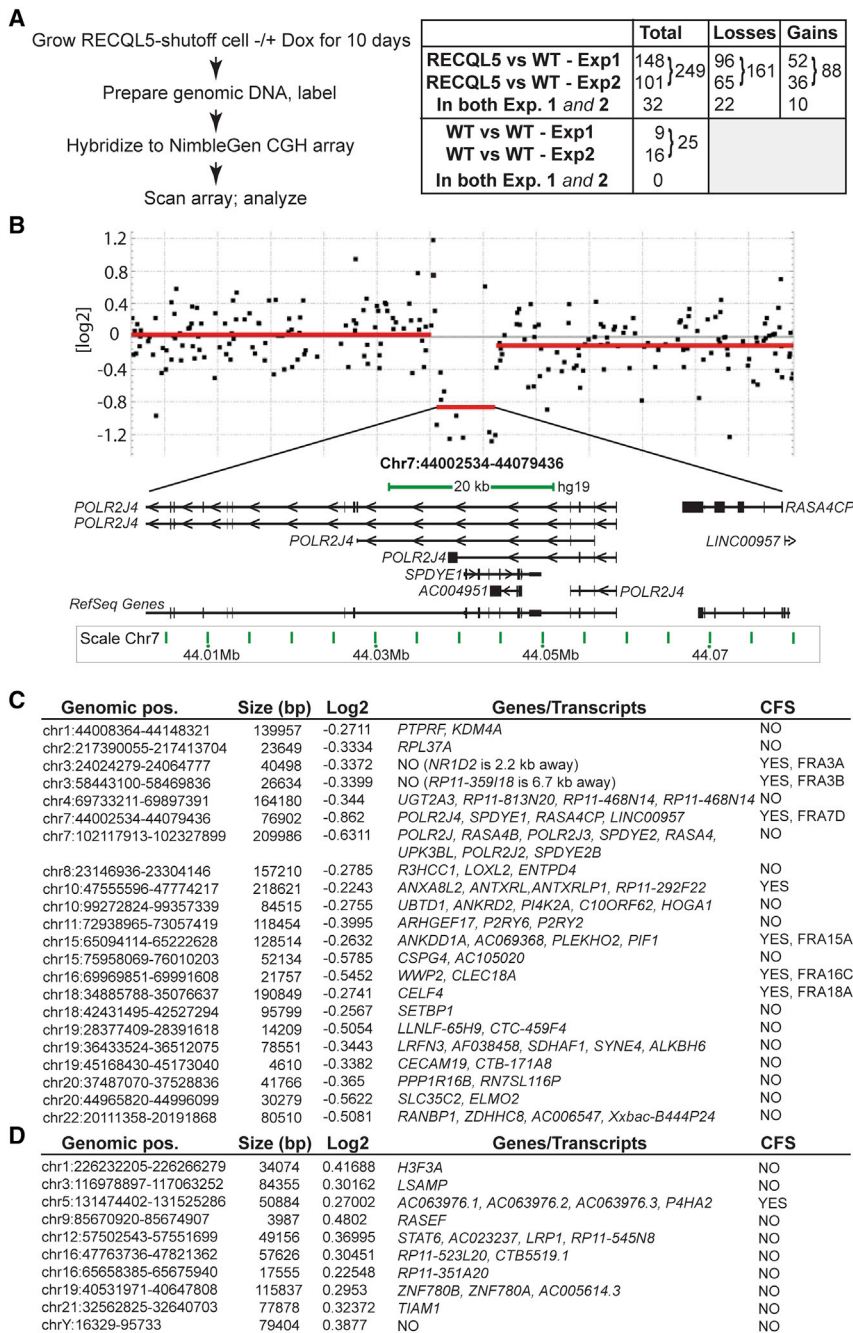 A
Grow RECQL5-shutoff cell -/+ Dox for 10 days
Prepare genomic DNA, label
Hybridize to NimbleGen CGH array
Scan array; analyze
Total Losses Gains
RECQL5 vs WT - Exp1 148 96 52
RECQL5 vs WT - Exp2 101 }249 65 }161 36 }88
In both Exp. 1 and 2 32 22 10
WT vs WT - Exp1 9
WT vs WT - Exp2 16 }25
In both Exp. 1 and 2 0
B
1.2
0.8
0.4
0
-0.4
-0.8
-1.2
[log2]
Chr7:44002534-44079436
20 kb hg19
POLR2J4 RASA4CP
POLR2J4
POLR2J4 LINC00957
POLR2J4
SPDYE1
AC004951 POLR2J4
RefSeq Genes
Scale Chr7
44.01Mb 44.03Mb 44.05Mb 44.07
C
Genomic pos. Size (bp) Log2 Genes/Transcripts CFS
chr1:44008364-44148321 139957 -0.2711 PTPRF, KDM4A NO
chr2:217390055-217413704 23649 -0.3334 RPL37A NO
chr3:24024279-24064777 40498 -0.3372 NO (NR1D2 is 2.2 kb away) YES, FRA3A
chr3:58443100-58469836 26634 -0.3399 NO (RP11-359I18 is 6.7 kb away) YES, FRA3B
chr4:69733211-69897391 164180 -0.344 UGT2A3, RP11-813N20, RP11-468N14, RP11-468N14 NO
chr7:44002534-44079436 76902 -0.862 POLR2J4, SPDYE1, RASA4CP, LINC00957 YES, FRA7D
chr7:102117913-102327899 209986 -0.6311 POLR2J, RASA4B, POLR2J3, SPDYE2, RASA4, NO
UPK3BL, POLR2J2, SPDYE2B
chr8:23146936-23304146 157210 -0.2785 R3HCC1, LOXL2, ENTPD4 NO
chr10:47555596-47774217 218621 -0.2243 ANXA8L2, ANTXRL,ANTXRLP1, RP11-292F22 YES
chr10:99272824-99357339 84515 -0.2755 UBTD1, ANKRD2, PI4K2A, C10ORF62, HOGA1 NO
chr11:72938965-73057419 118454 -0.3995 ARHGEF17, P2RY6, P2RY2 NO
chr15:65094114-65222628 128514 -0.2632 ANKDD1A, AC069368, PLEKHO2, PIF1 YES, FRA15A
chr15:75958069-76010203 52134 -0.5785 CSPG4, AC105020 NO
chr16:69969851-69991608 21757 -0.5452 WWP2, CLEC18A YES, FRA16C
chr18:34885788-35076637 190849 -0.2741 CELF4 YES, FRA18A
chr18:42431495-42527294 95799 -0.2567 SETBP1 NO
chr19:28377409-28391618 14209 -0.5054 LLNLF-65H9, CTC-459F4 NO
chr19:36433524-36512075 78551 -0.3443 LRFN3, AF038458, SDHAF1, SYNE4, ALKBH6 NO
chr19:45168430-45173040 4610 -0.3382 CECAM19, CTB-171A8 NO
chr20:37487070-37528836 41766 -0.365 PPP1R16B, RN7SL116P NO
chr20:44965820-44996099 30279 -0.5622 SLC35C2, ELMO2 NO
chr22:20111358-20191868 80510 -0.5081 RANBP1, ZDHHC8, AC006547, Xxbac-B444P24 NO
D
Genomic pos. Size (bp) Log2 Genes/Transcripts CFS
chr1:226232205-226266279 34074 0.41688 H3F3A NO
chr3:116978897-117063252 84355 0.30162 LSAMP NO
chr5:131474402-131525286 50884 0.27002 AC063976.1, AC063976.2, AC063976.3, P4HA2 YES
chr9:85670920-85674907 3987 0.4802 RASEF NO
chr12:57502543-57551699 49156 0.36995 STAT6, AC023237, LRP1, RP11-545N8 NO
chr16:47763736-47821362 57626 0.30451 RP11-523L20, CTB5519.1 NO
chr16:65658385-65675940 17555 0.22548 RP11-351A20 NO
chr19:40531971-40647808 115837 0.2953 ZNF780B, ZNF780A, AC005614.3 NO
chr21:32562825-32640703 77878 0.32372 TIAM1 NO
chrY:16329-95733 79404 0.3877 NO NO